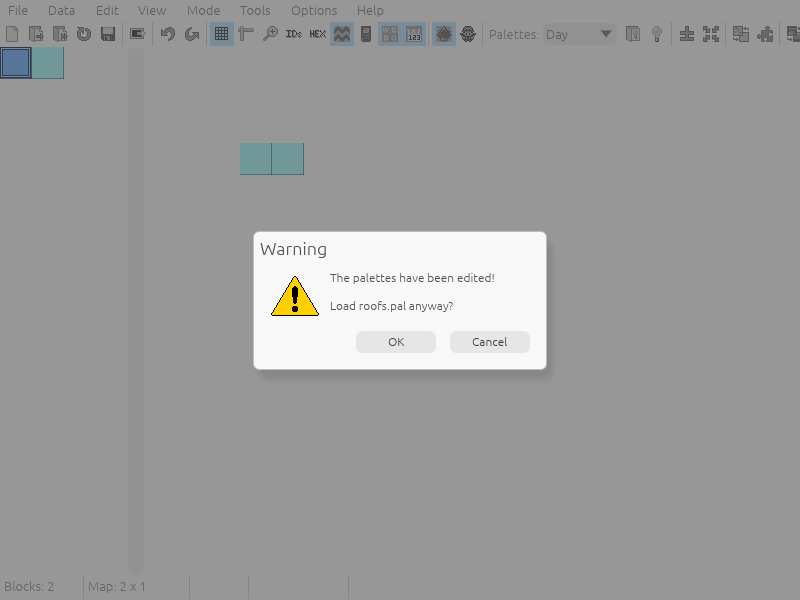 File Data Edit View Mode Tools Options Help
IDs HEX 123 Palettes: Day
Warning
The palettes have been edited!
Load roofs.pal anyway?
OK Cancel
Blocks: 2 Map: 2 x 1